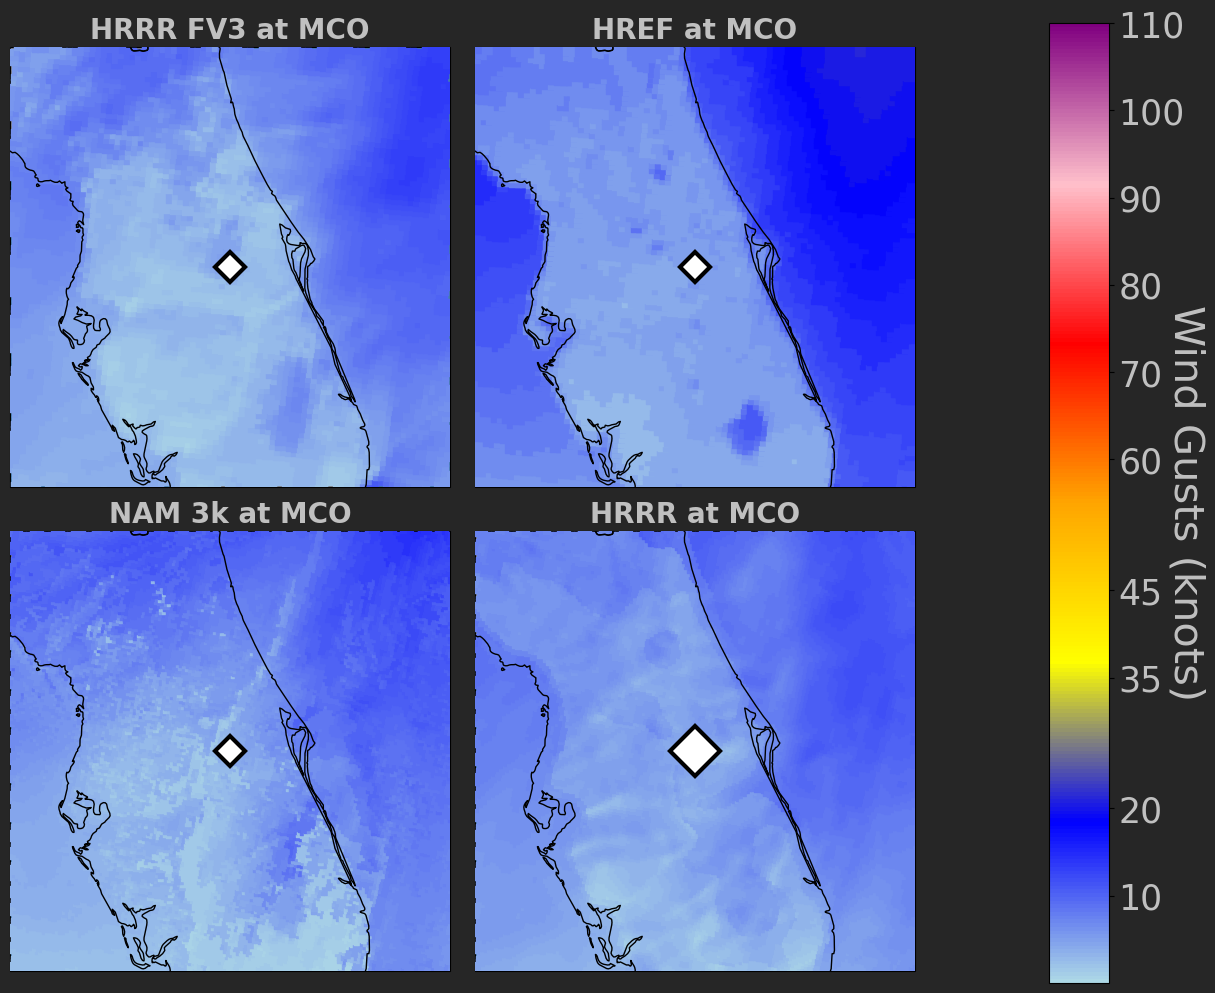 HRRR FV3 at MCO
HREF at MCO
NAM 3k at MCO
HRRR at MCO
110
100
90
80
70
60
45
35
20
10
Wind Gusts (knots)